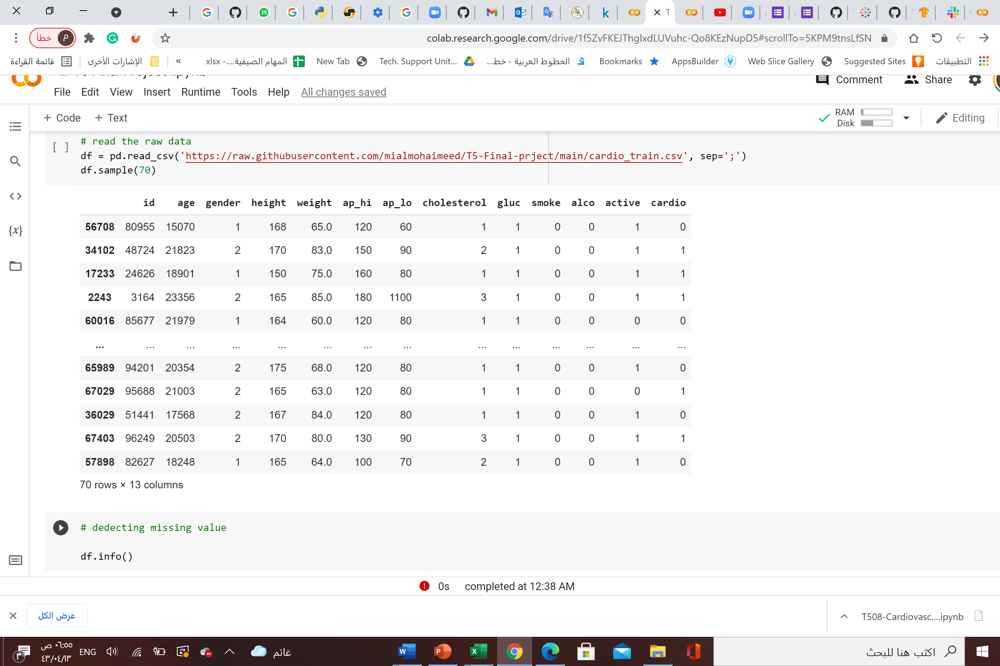 25
خطأ
م
colab.research.google.com/drive/1f5ZvFKEJThgIxdLUVuhc-Qo8KEzNupD5#scrollTo=5KPM9tnsLfSN
قائمة القراءة
الإشارات الأخرى
«
المهام الصيفية....- xlsx
New Tab
Tech. Support Unit...
الخطوط العربية - خط...
Bookmarks
AppsBuilder
Web Slice Gallery
Suggested Sites
التطبيقات
Comment Share
File Edit View Insert Runtime Tools Help All changes saved
+ Code + Text
RAM
Disk
Editing
[ ] # read the raw data
df = pd.read_csv('https://raw.githubusercontent.com/mialmohaimeed/T5-Final-prject/main/cardio_train.csv', sep=';')
df.sample(70)
id age gender height weight ap_hi ap_lo cholesterol gluc smoke alco active cardio
56708 80955 15070 1 168 65.0 120 60 1 1 0 0 1 0
34102 48724 21823 2 170 83.0 150 90 2 1 0 0 1 1
17233 24626 18901 1 150 75.0 160 80 1 1 0 0 1 1
2243 3164 23356 2 165 85.0 180 1100 3 1 0 0 1 1
60016 85677 21979 1 164 60.0 120 80 1 1 0 0 0 0
... ... ... ... ... ... ... ... ... ... ... ... ... ...
65989 94201 20354 2 175 68.0 120 80 1 1 0 0 1 0
67029 95688 21003 2 165 63.0 120 80 1 1 0 0 0 1
36029 51441 17568 2 167 84.0 120 80 1 1 0 0 1 0
67403 96249 20503 2 170 80.0 130 90 3 1 0 0 1 1
57898 82627 18248 1 165 64.0 100 70 2 1 0 0 1 0
70 rows × 13 columns
# dedecting missing value
df.info()
0s completed at 12:38 AM
عرض الكل
T508-Cardiovasc....ipynb
٣
٠٦:٥٥ ص
٤٣/٠٤/١٣
ENG
غائم
اكتب هنا للبحث